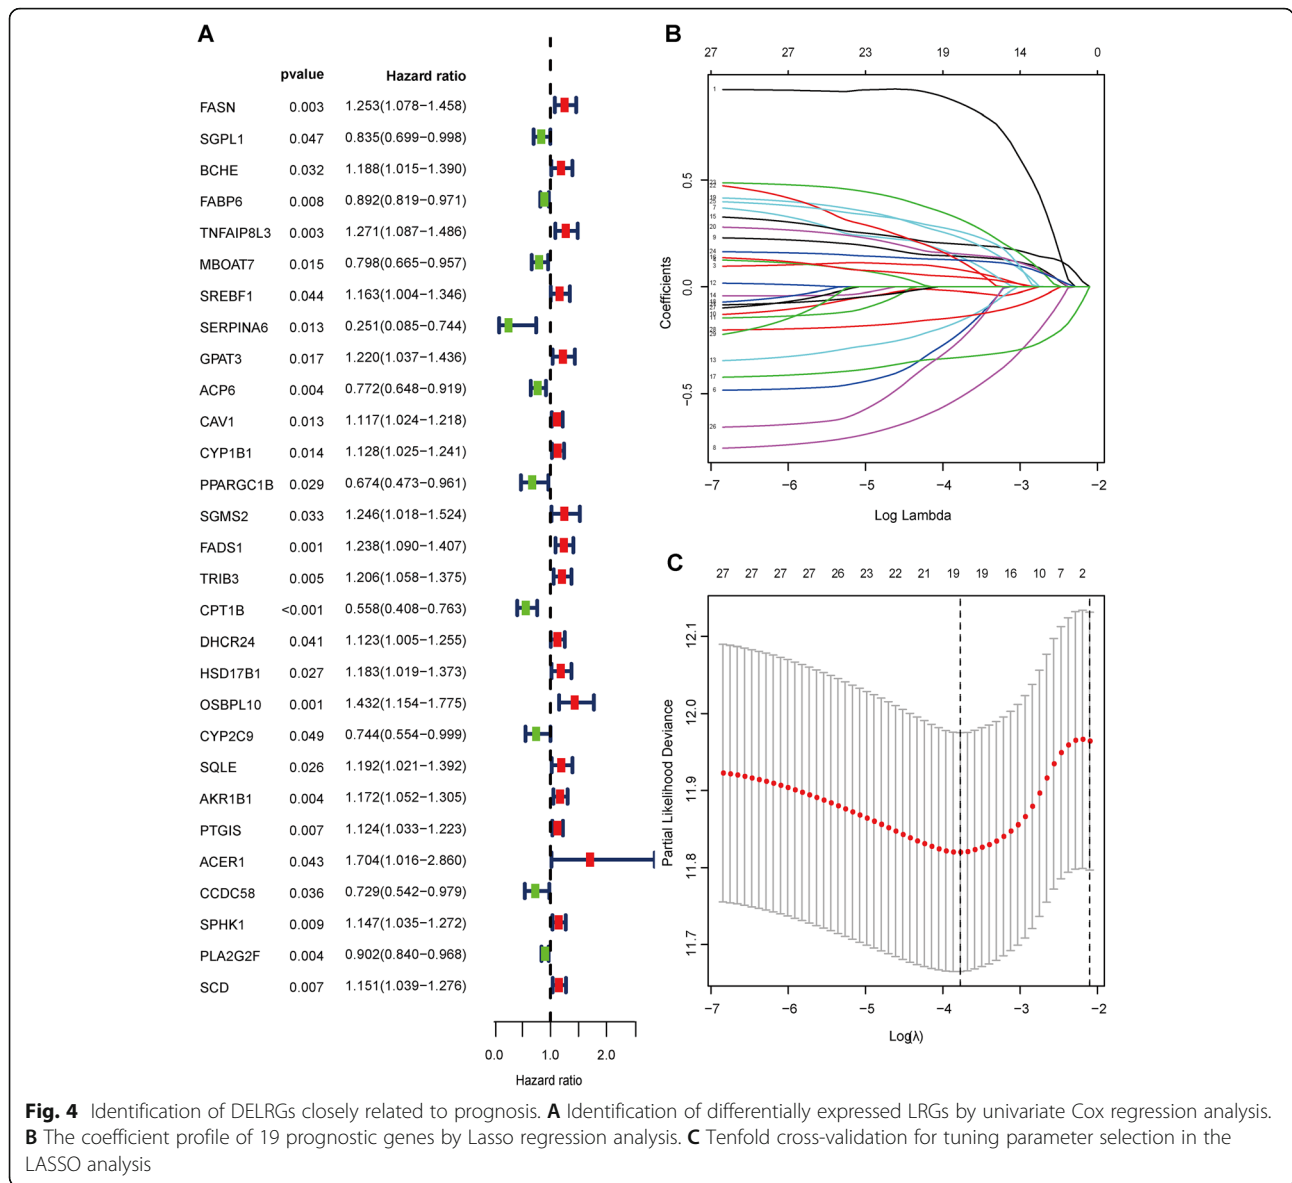 A
pvalue Hazard ratio
FASN 0.003 1.253(1.078−1.458)
SGPL1 0.047 0.835(0.699−0.998)
BCHE 0.032 1.188(1.015−1.390)
FABP6 0.008 0.892(0.819−0.971)
TNFAIP8L3 0.003 1.271(1.087−1.486)
MBOAT7 0.015 0.798(0.665−0.957)
SREBF1 0.044 1.163(1.004−1.346)
SERPINA6 0.013 0.251(0.085−0.744)
GPAT3 0.017 1.220(1.037−1.436)
ACP6 0.004 0.772(0.648−0.919)
CAV1 0.013 1.117(1.024−1.218)
CYP1B1 0.014 1.128(1.025−1.241)
PPARGC1B 0.029 0.674(0.473−0.961)
SGMS2 0.033 1.246(1.018−1.524)
FADS1 0.001 1.238(1.090−1.407)
TRIB3 0.005 1.206(1.058−1.375)
CPT1B <0.001 0.558(0.408−0.763)
DHCR24 0.041 1.123(1.005−1.255)
HSD17B1 0.027 1.183(1.019−1.373)
OSBPL10 0.001 1.432(1.154−1.775)
CYP2C9 0.049 0.744(0.554−0.999)
SQLE 0.026 1.192(1.021−1.392)
AKR1B1 0.004 1.172(1.052−1.305)
PTGIS 0.007 1.124(1.033−1.223)
ACER1 0.043 1.704(1.016−2.860)
CCDC58 0.036 0.729(0.542−0.979)
SPHK1 0.009 1.147(1.035−1.272)
PLA2G2F 0.004 0.902(0.840−0.968)
SCD 0.007 1.151(1.039−1.276)
0.0 1.0 2.0
Hazard ratio
B
27 27 23 19 14 0
Coefficients
0.5
0.0
−0.5
1
7
15
20
9
24
3
12
14
13
17
6
26
8
−7 −6 −5 −4 −3 −2
Log Lambda
C
27 27 27 27 26 23 22 21 19 19 16 10 7 2
Partial Likelihood Deviance
12.1
12.0
11.9
11.8
11.7
−7 −6 −5 −4 −3 −2
Log(λ)
Fig. 4 Identification of DELRGs closely related to prognosis. A Identification of differentially expressed LRGs by univariate Cox regression analysis.
B The coefficient profile of 19 prognostic genes by Lasso regression analysis. C Tenfold cross-validation for tuning parameter selection in the
LASSO analysis